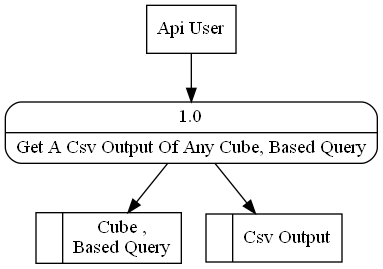 Api User
1.0
Get A Csv Output Of Any Cube, Based Query
Cube ,
Based Query
Csv Output